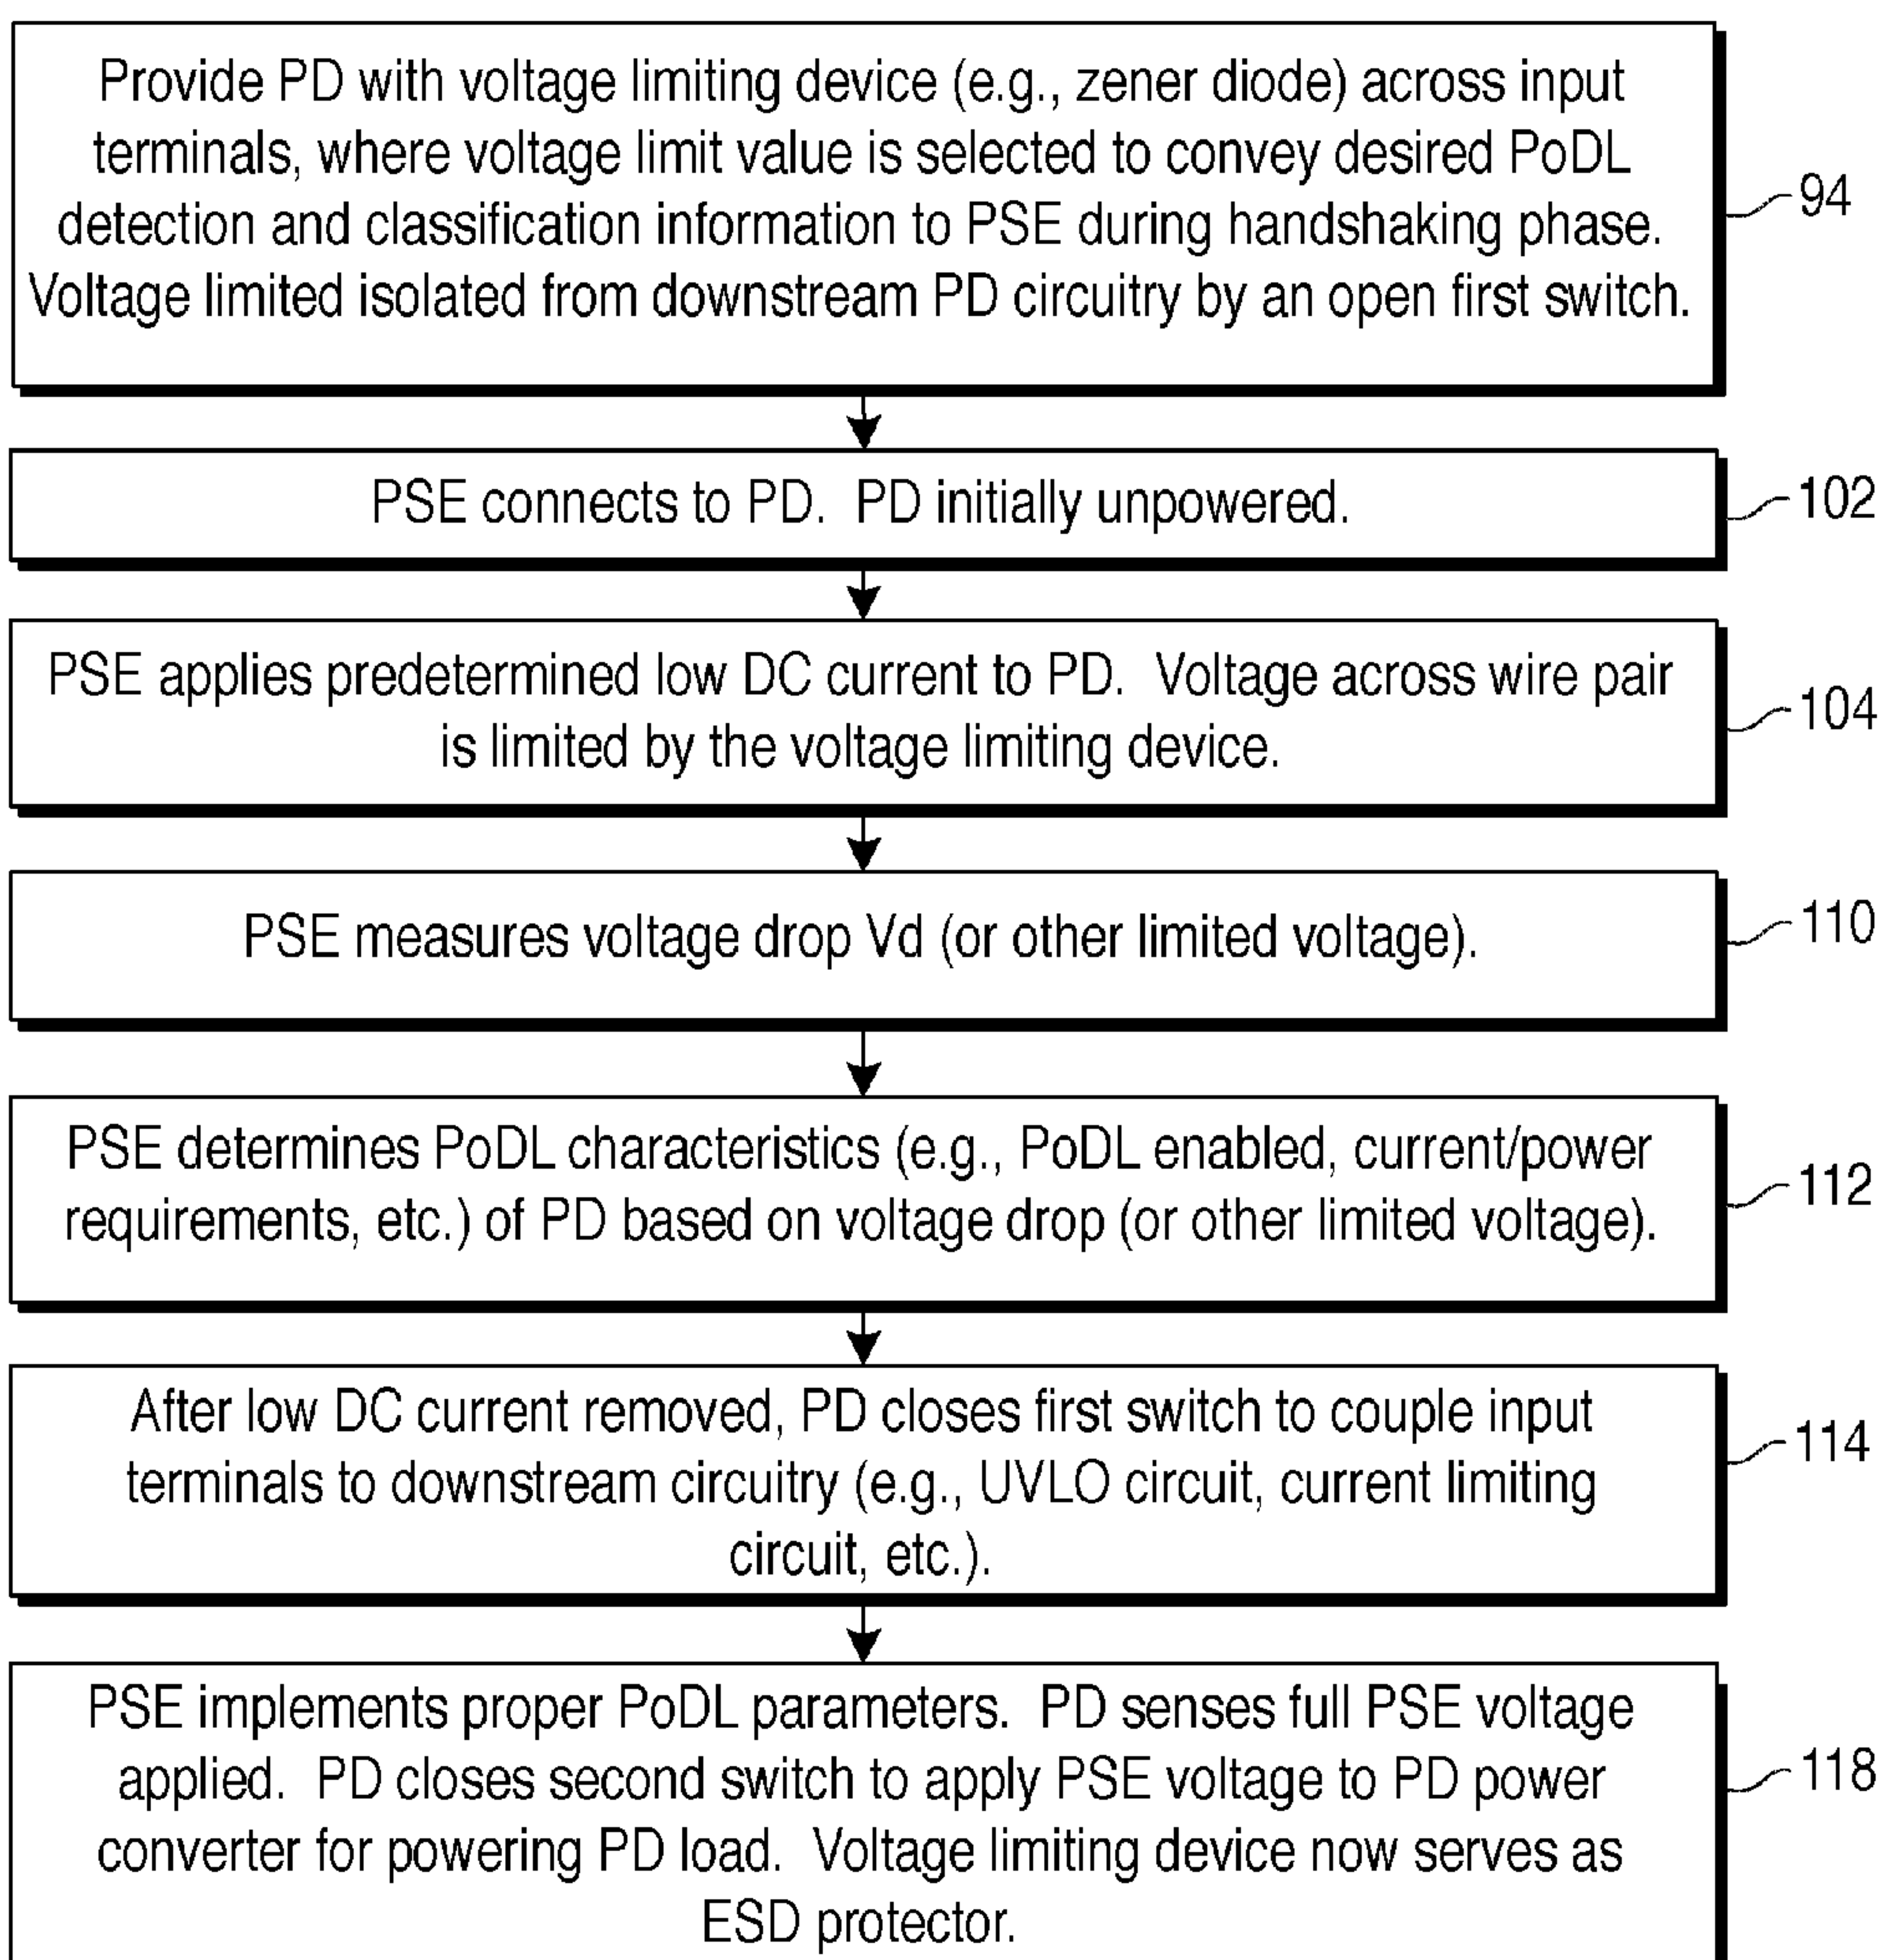 Provide PD with voltage limiting device (e.g., zener diode) across input
terminals, where voltage limit value is selected to convey desired PoDL
detection and classification information to PSE during handshaking phase.
Voltage limited isolated from downstream PD circuitry by an open first switch.
94
PSE connects to PD. PD initially unpowered.
102
PSE applies predetermined low DC current to PD. Voltage across wire pair
is limited by the voltage limiting device.
104
PSE measures voltage drop Vd (or other limited voltage).
110
PSE determines PoDL characteristics (e.g., PoDL enabled, current/power
requirements, etc.) of PD based on voltage drop (or other limited voltage).
112
After low DC current removed, PD closes first switch to couple input
terminals to downstream circuitry (e.g., UVLO circuit, current limiting
circuit, etc.).
114
PSE implements proper PoDL parameters. PD senses full PSE voltage
applied. PD closes second switch to apply PSE voltage to PD power
converter for powering PD load. Voltage limiting device now serves as
ESD protector.
118